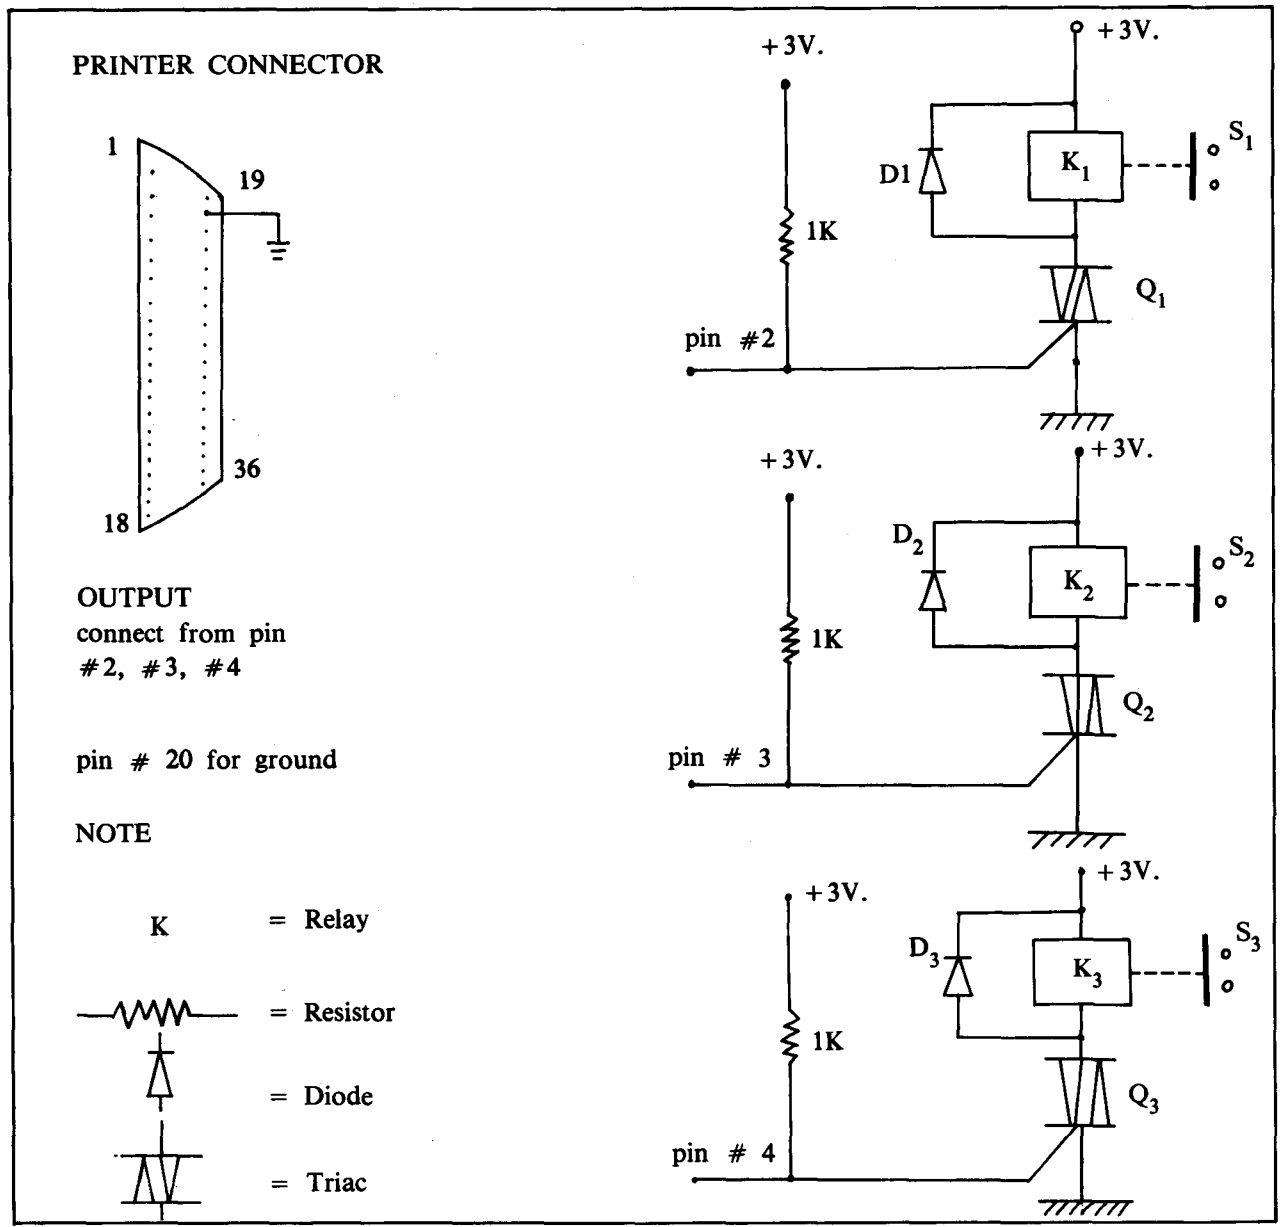 PRINTER CONNECTOR
1
19
36
18
OUTPUT
connect from pin
#2, #3, #4
pin # 20 for ground
NOTE
K = Relay
= Resistor
= Diode
= Triac
+3V.
+3V.
D1
K1
S1
1K
Q1
pin #2
+3V.
+3V.
D2
K2
S2
1K
Q2
pin # 3
+3V.
+3V.
D3
K3
S3
1K
Q3
pin # 4